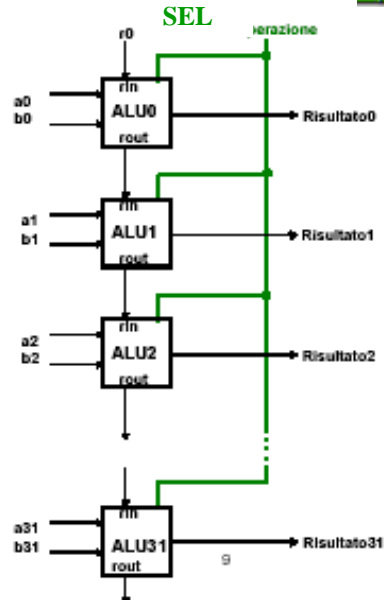 SEL
r0
rin
a0
b0
ALU0
Risultato0
rout
rin
a1
b1
ALU1
Risultato1
rout
rin
a2
b2
ALU2
Risultato2
rout
rin
a31
b31
ALU31
Risultato31
9
rout